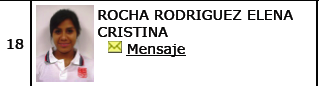 18
ROCHA RODRIGUEZ ELENA
CRISTINA
Mensaje